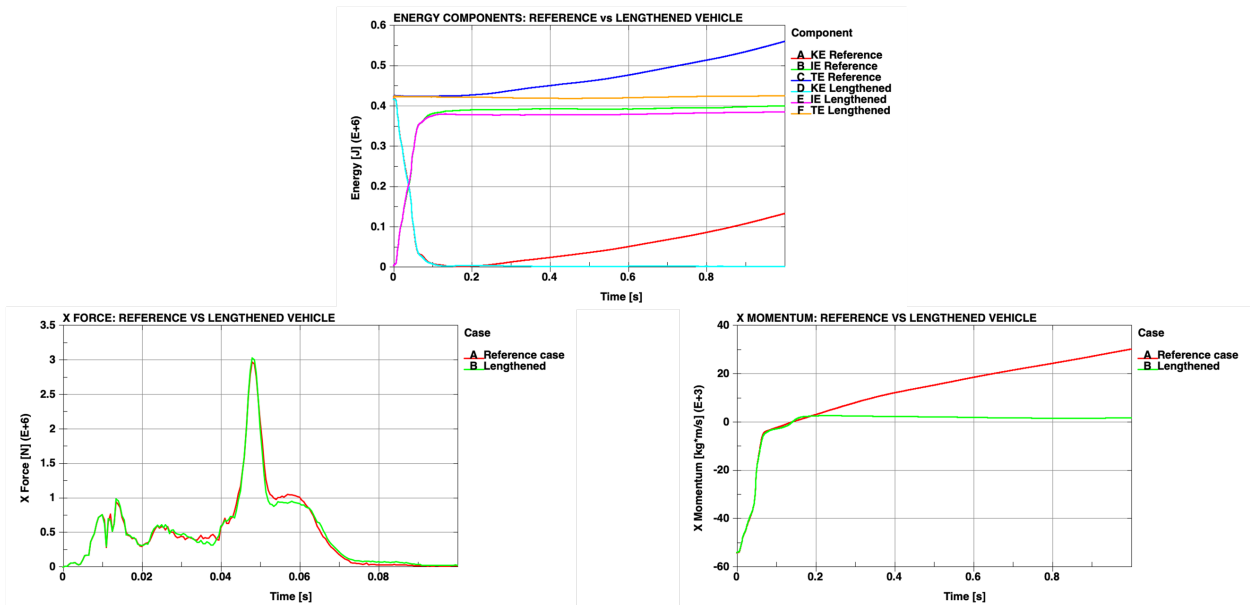 ENERGY COMPONENTS: REFERENCE vs LENGTHENED VEHICLE
0.6
0.5
0.4
0.3
0.2
0.1
0
Energy [J] (E+6)
0
0.2
0.4
0.6
0.8
Time [s]
Component
A KE Reference
B IE Reference
C TE Reference
D KE Lengthened
E IE Lengthened
F TE Lengthened
X FORCE: REFERENCE VS LENGTHENED VEHICLE
3.5
3
2.5
2
1.5
1
0.5
0
X Force [N] (E+6)
0
0.02
0.04
0.06
0.08
Time [s]
Case
A Reference case
B Lengthened
X MOMENTUM: REFERENCE VS LENGTHENED VEHICLE
40
20
0
-20
-40
-60
X Momentum [kg*m/s] (E+3)
0
0.2
0.4
0.6
0.8
Time [s]
Case
A Reference case
B Lengthened